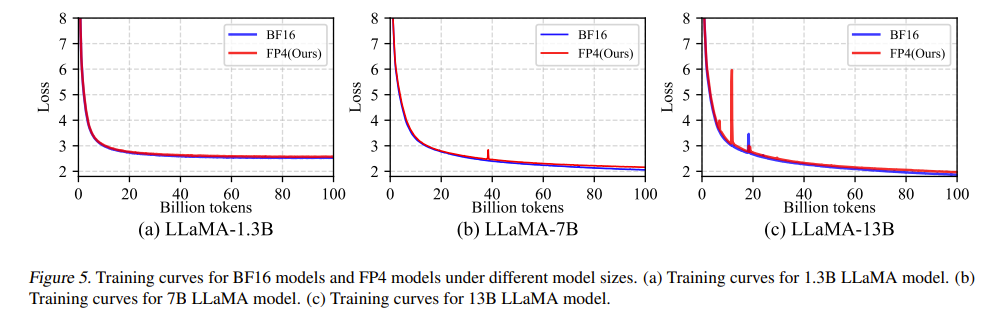 8
7
6
5
4
3
2
Loss
0 20 40 60 80 100
Billion tokens
BF16
FP4(Ours)
(a) LLaMA-1.3B
8
7
6
5
4
3
2
Loss
0 20 40 60 80 100
Billion tokens
BF16
FP4(Ours)
(b) LLaMA-7B
8
7
6
5
4
3
2
Loss
0 20 40 60 80 100
Billion tokens
BF16
FP4(Ours)
(c) LLaMA-13B
Figure 5. Training curves for BF16 models and FP4 models under different model sizes. (a) Training curves for 1.3B LLaMA model. (b)
Training curves for 7B LLaMA model. (c) Training curves for 13B LLaMA model.